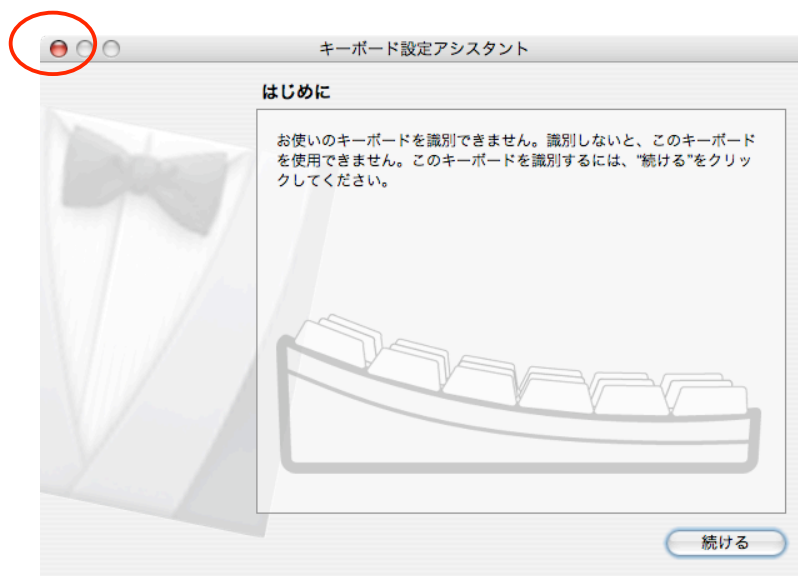 キーボード設定アシスタント
はじめに
お使いのキーボードを識別できません。識別しないと、このキーボード
を使用できません。このキーボードを識別するには、"続ける"をクリッ
クしてください。
続ける